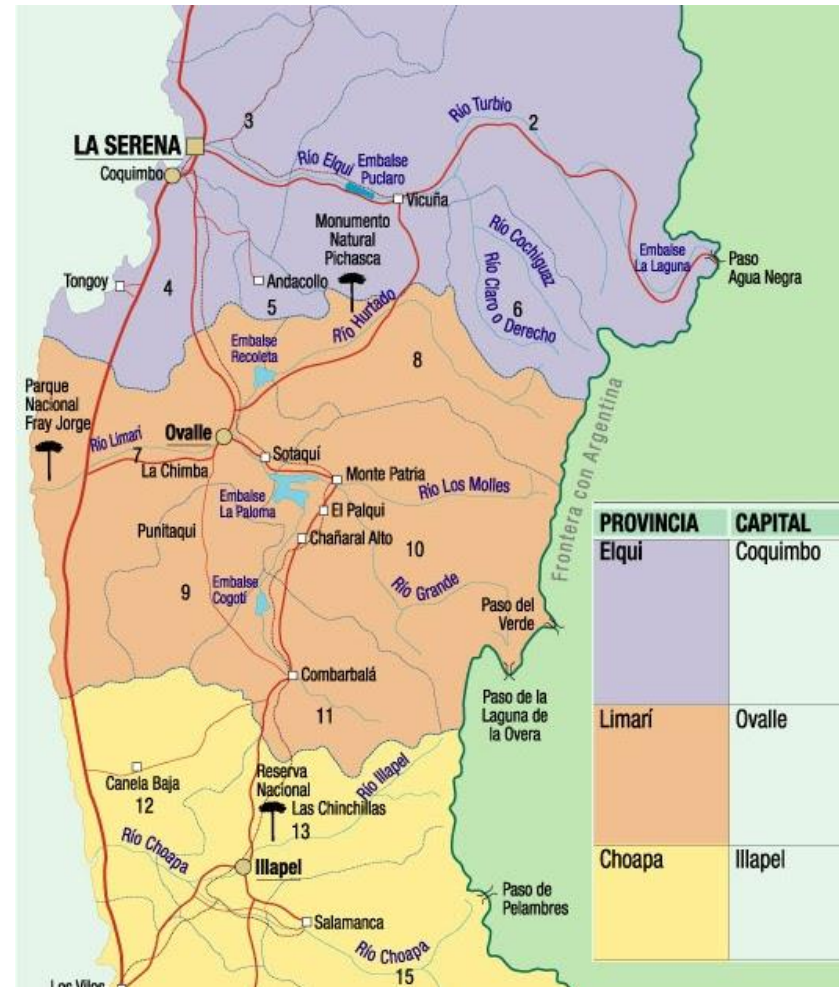 3
LA SERENA
Coquimbo
Río Turbio
2
Río Elqui
Embalse
Puclaro
Vicuña
Monumento
Natural
Pichasca
Río Cochiguaz
Río Claro o Derecho
6
Embalse
La Laguna
Paso
Agua Negra
Tongoy
4
Andacollo
5
Embalse
Recoleta
Río Hurtado
8
Parque
Nacional
Fray Jorge
Río Limarí
7
Ovalle
La Chimba
Sotaquí
Monte Patria
Río Los Molles
Embalse
La Paloma
El Palqui
Chañaral Alto
Punitaqui
10
9
Embalse
Cogotí
Río Grande
Frontera con Argentina
Paso del
Verde
Combarbalá
11
Paso de la
Laguna de
la Overa
Canela Baja
12
Reserva
Nacional
Las Chinchillas
13
Río Illapel
Río Choapa
Illapel
Salamanca
Paso de
Pelambres
Río Choapa
15
PROVINCIA CAPITAL
Elqui Coquimbo
Limarí Ovalle
Choapa Illapel